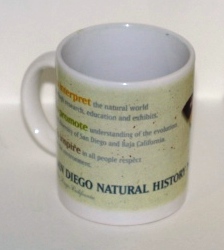 Interpret the natural world
research, education and exhibits.
Promote understanding of the evolution
of San Diego and Baja California.
Inspire in all people respect
environment.
DIEGO NATURAL HISTORY